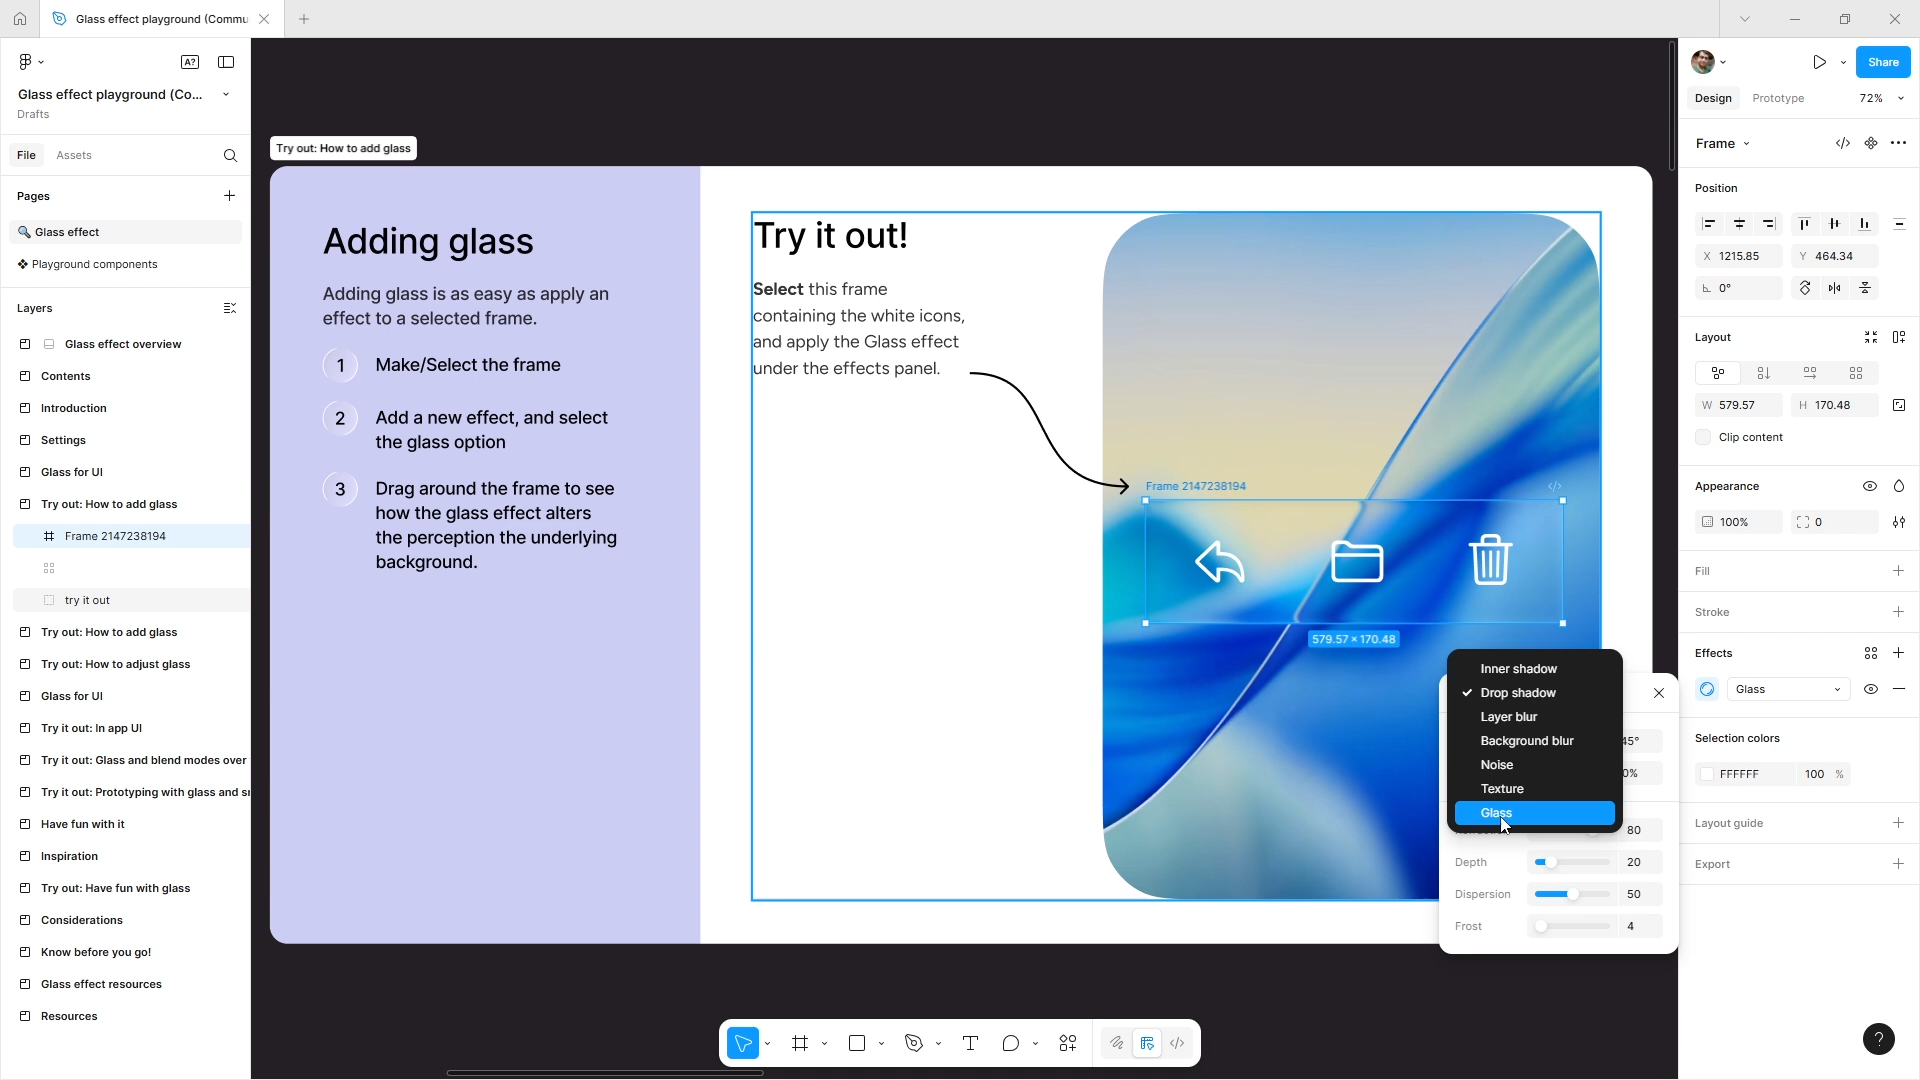 Glass effect playground (Commu
Glass effect playground (Co...
Drafts
File
Assets
Pages
Glass effect
Playground components
Layers
Glass effect overview
Contents
Introduction
Settings
Glass for UI
Try out: How to add glass
Frame 2147238194
try it out
Try out: How to add glass
Try out: How to adjust glass
Glass for UI
Try it out: In app UI
Try it out: Glass and blend modes over
Try it out: Prototyping with glass and s
Have fun with it
Inspiration
Try out: Have fun with glass
Considerations
Know before you go!
Glass effect resources
Resources
Try out: How to add glass
Adding glass
Adding glass is as easy as apply an
effect to a selected frame.
1 Make/Select the frame
2 Add a new effect, and select
the glass option
3 Drag around the frame to see
how the glass effect alters
the perception the underlying
background.
Try it out!
Select this frame
containing the white icons,
and apply the Glass effect
under the effects panel.
Frame 2147238194
579.57 × 170.48
Inner shadow
Drop shadow
Layer blur
Background blur
Noise
Texture
Glass
45°
0%
80
Depth 20
Dispersion 50
Frost 4
Share
Design
Prototype
72%
Frame
Position
X 1215.85
Y 464.34
0°
Layout
W 579.57
H 170.48
Clip content
Appearance
100%
0
Fill
Stroke
Effects
Glass
Selection colors
FFFFFF 100 %
Layout guide
Export
A?
?